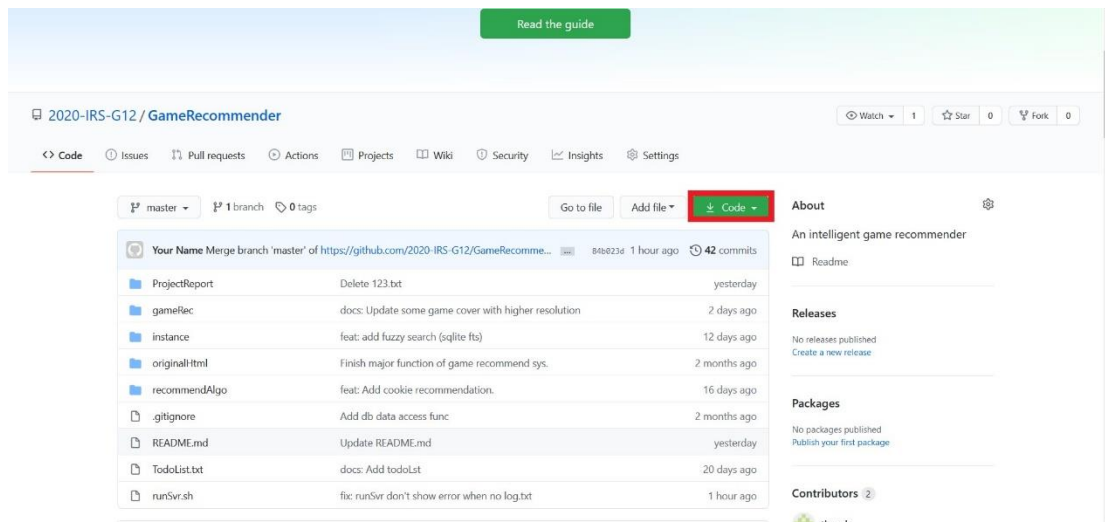 Read the guide
2020-IRS-G12 / GameRecommender
Watch 1 Star 0 Fork 0
<> Code Issues Pull requests Actions Projects Wiki Security Insights Settings
master 1 branch 0 tags Go to file Add file Code
About
An intelligent game recommender
Your Name Merge branch 'master' of https://github.com/2020-IRS-G12/GameRecomme... ... 84b023d 1 hour ago 42 commits
Readme
ProjectReport Delete 123.txt yesterday
gameRec docs: Update some game cover with higher resolution 2 days ago
Releases
instance feat: add fuzzy search (sqlite fts) 12 days ago
No releases published
Create a new release
originalHtml Finish major function of game recommend sys. 2 months ago
recommendAlgo feat: Add cookie recommendation. 16 days ago
Packages
.gitignore Add db data access func 2 months ago
No packages published
Publish your first package
README.md Update README.md yesterday
TodoList.txt docs: Add todoLst 20 days ago
Contributors 2
runSvr.sh fix: runSvr don't show error when no log.txt 1 hour ago